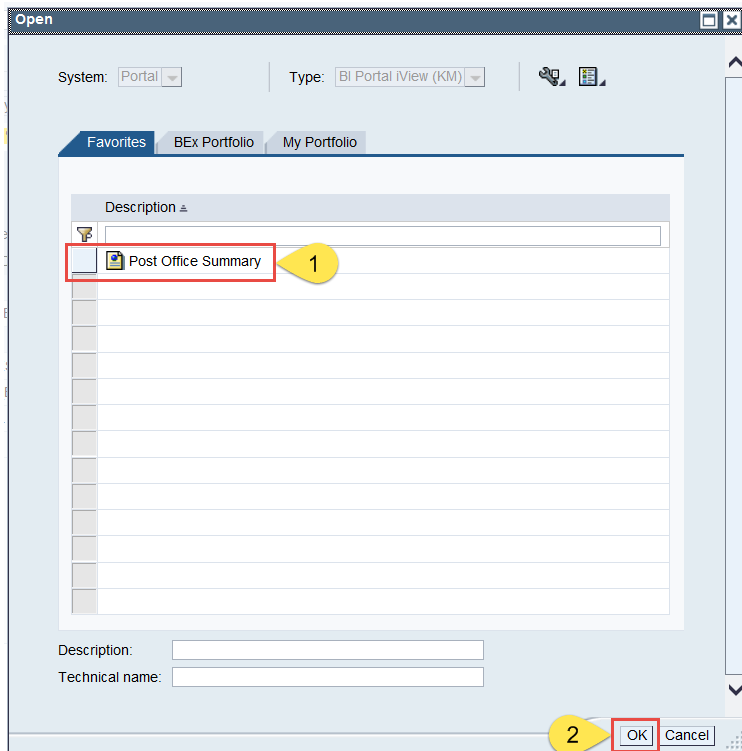 Open
System: Portal Type: BI Portal iView (KM)
Favorites BEx Portfolio My Portfolio
Description
Post Office Summary 1
Description:
Technical name:
2 OK Cancel